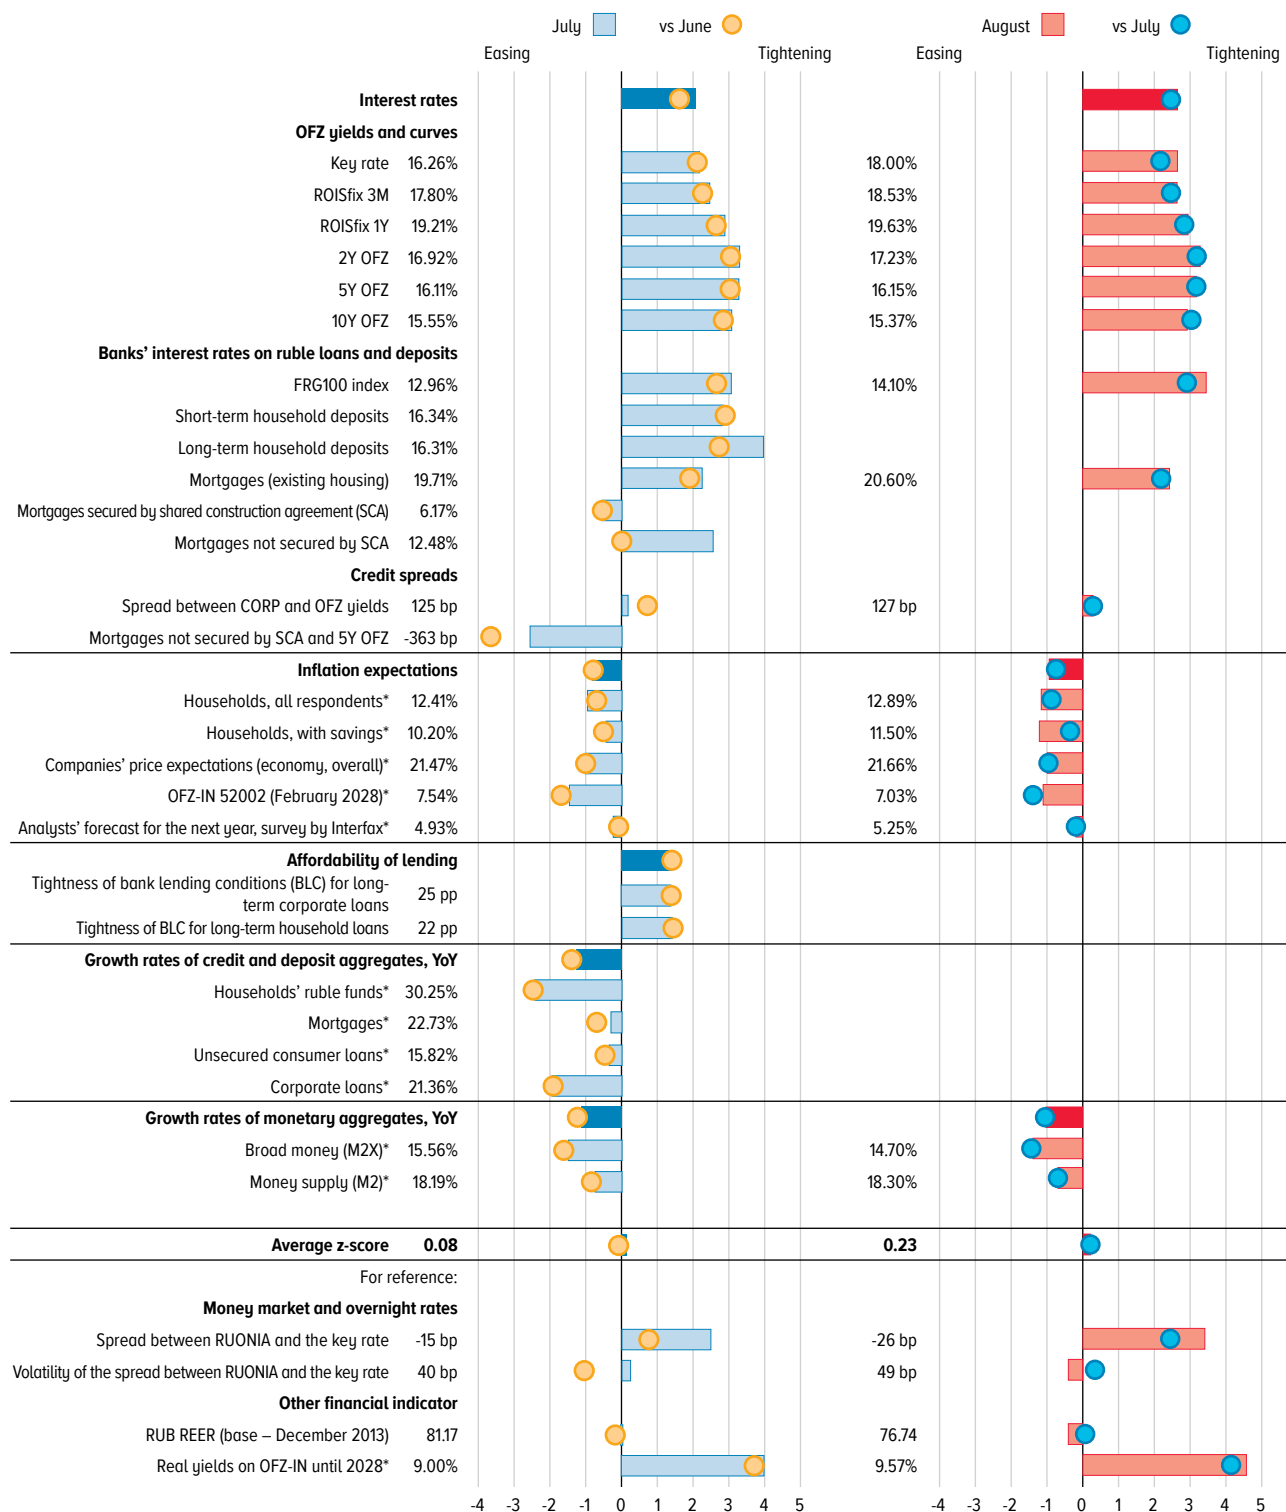 July vs June August vs July
Easing Tightening Easing Tightening
Interest rates
OFZ yields and curves
Key rate 16.26% 18.00%
ROISfix 3M 17.80% 18.53%
ROISfix 1Y 19.21% 19.63%
2Y OFZ 16.92% 17.23%
5Y OFZ 16.11% 16.15%
10Y OFZ 15.55% 15.37%
Banks' interest rates on ruble loans and deposits
FRG100 index 12.96% 14.10%
Short-term household deposits 16.34%
Long-term household deposits 16.31%
Mortgages (existing housing) 19.71% 20.60%
Mortgages secured by shared construction agreement (SCA) 6.17%
Mortgages not secured by SCA 12.48%
Credit spreads
Spread between CORP and OFZ yields 125 bp 127 bp
Mortgages not secured by SCA and 5Y OFZ -363 bp
Inflation expectations
Households, all respondents* 12.41% 12.89%
Households, with savings* 10.20% 11.50%
Companies' price expectations (economy, overall)* 21.47% 21.66%
OFZ-IN 52002 (February 2028)* 7.54% 7.03%
Analysts' forecast for the next year, survey by Interfax* 4.93% 5.25%
Affordability of lending
Tightness of bank lending conditions (BLC) for long-
term corporate loans 25 pp
Tightness of BLC for long-term household loans 22 pp
Growth rates of credit and deposit aggregates, YoY
Households' ruble funds* 30.25%
Mortgages* 22.73%
Unsecured consumer loans* 15.82%
Corporate loans* 21.36%
Growth rates of monetary aggregates, YoY
Broad money (M2X)* 15.56% 14.70%
Money supply (M2)* 18.19% 18.30%
Average z-score 0.08 0.23
For reference:
Money market and overnight rates
Spread between RUONIA and the key rate -15 bp -26 bp
Volatility of the spread between RUONIA and the key rate 40 bp 49 bp
Other financial indicator
RUB REER (base – December 2013) 81.17 76.74
Real yields on OFZ-IN until 2028* 9.00% 9.57%
-4 -3 -2 -1 0 1 2 3 4 5 -4 -3 -2 -1 0 1 2 3 4 5